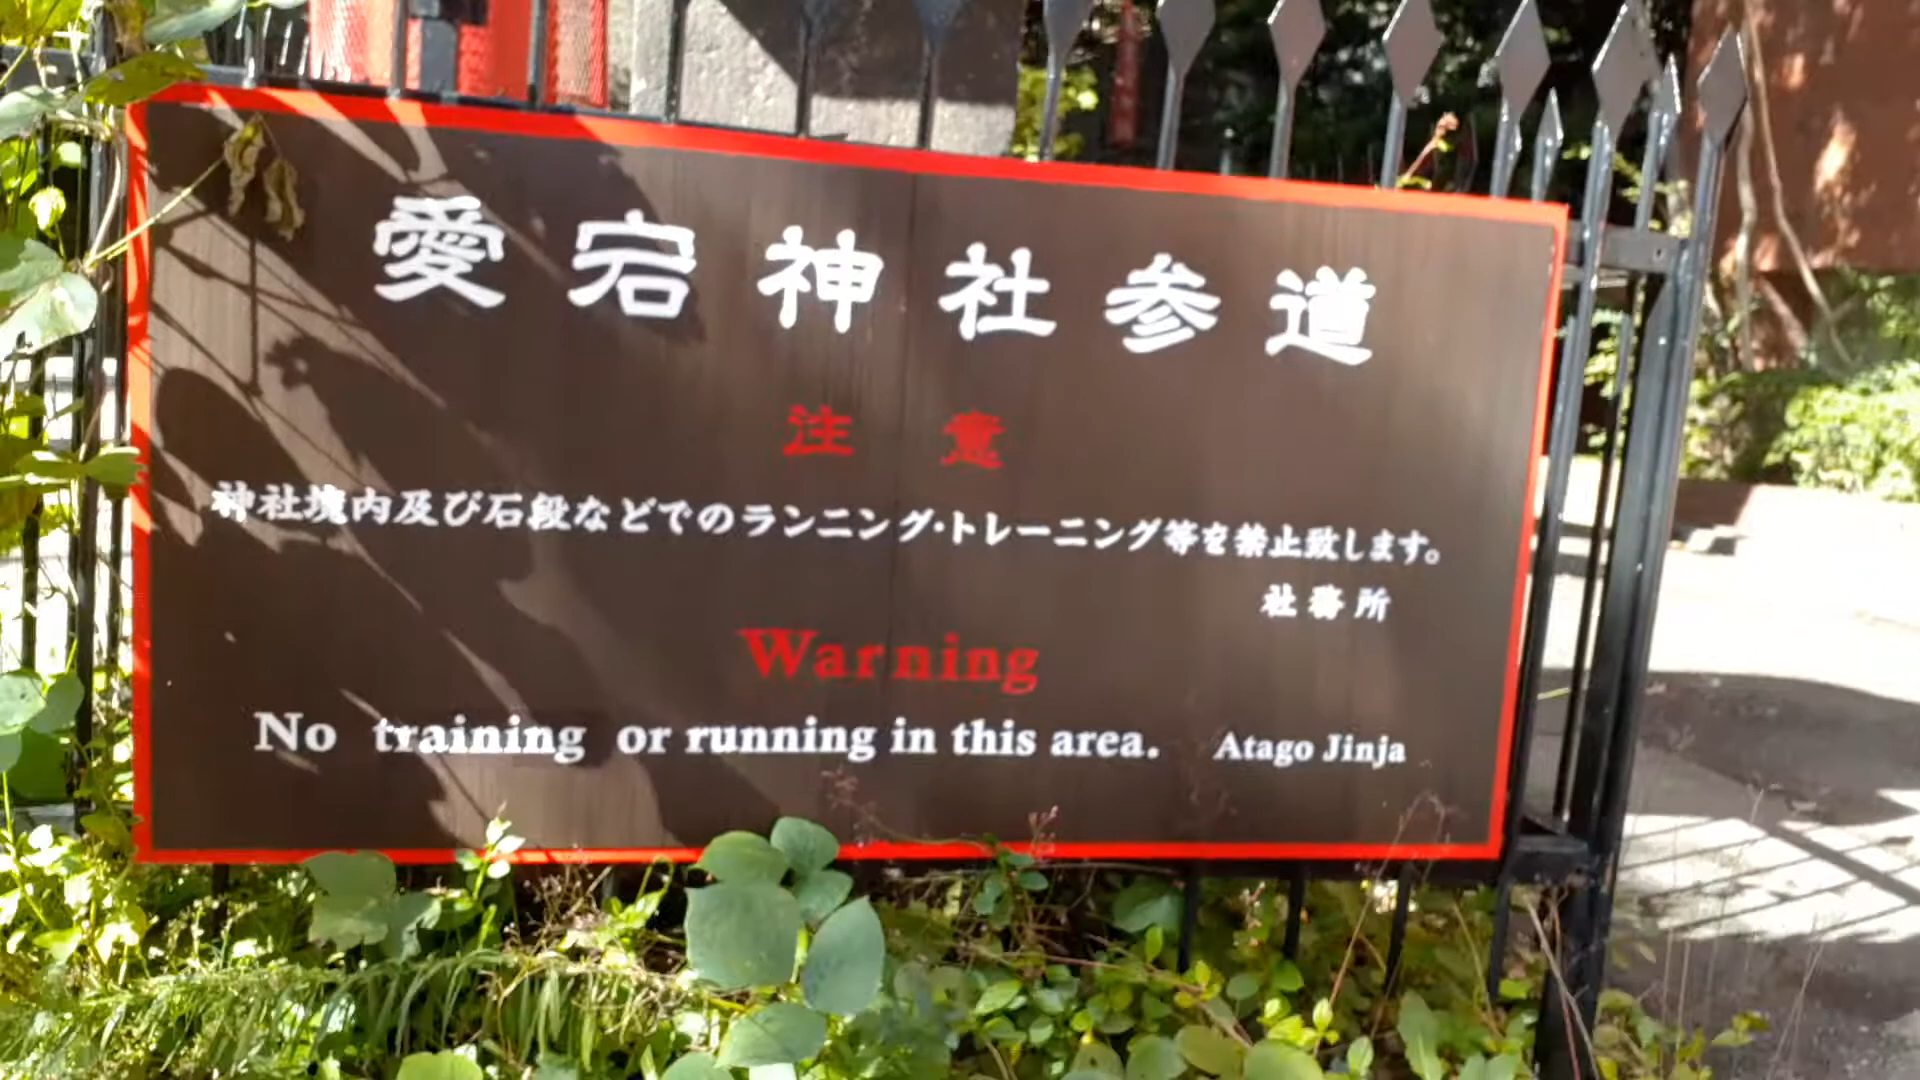 愛宕神社参道
注 意
神社境内及び石段などでのランニング・トレーニング等を禁止致します。
社務所
Warning
No training or running in this area. Atago Jinja